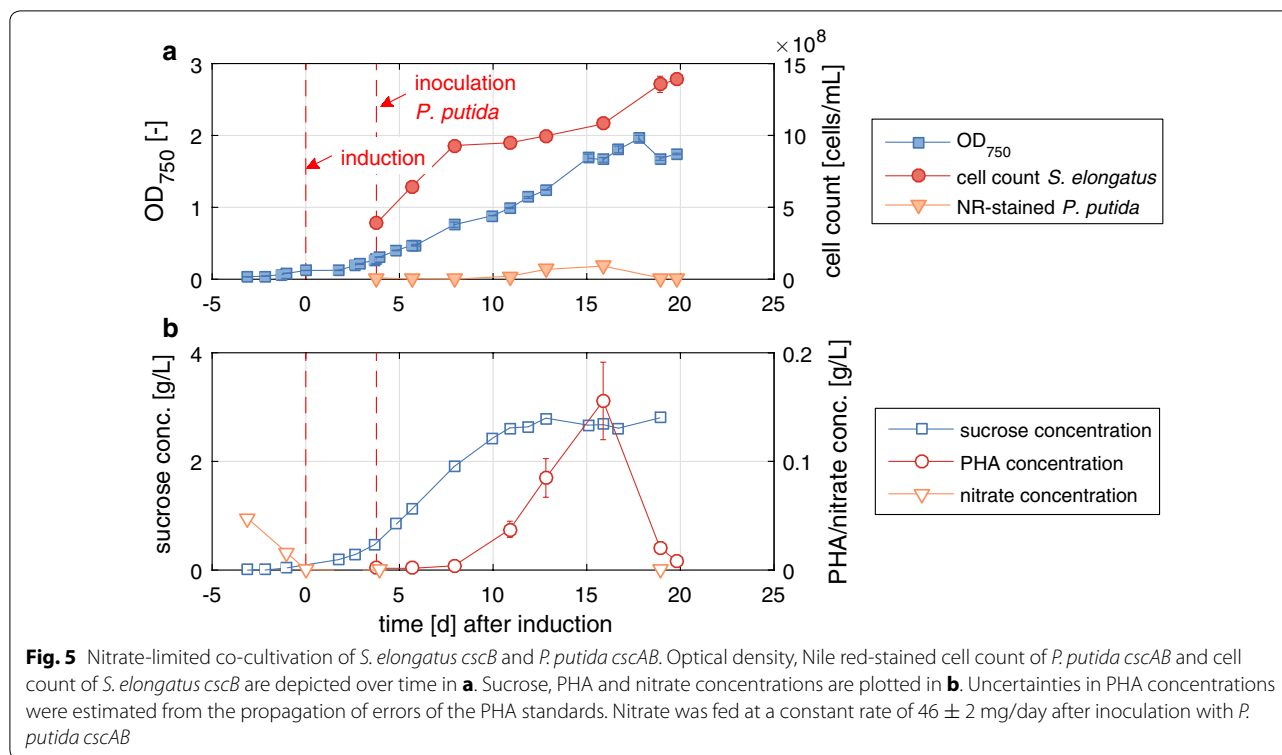 a
×10⁸
3
2
1
0
OD₇₅₀ [-]
15
10
5
0
cell count [cells/mL]
inoculation
P. putida
induction
-5 0 5 10 15 20 25
OD₇₅₀
cell count S. elongatus
NR-stained P. putida
b
4
2
0
sucrose conc. [g/L]
0.2
0.1
0
PHA/nitrate conc. [g/L]
-5 0 5 10 15 20 25
time [d] after induction
sucrose concentration
PHA concentration
nitrate concentration
Fig. 5 Nitrate-limited co-cultivation of S. elongatus cscB and P. putida cscAB. Optical density, Nile red-stained cell count of P. putida cscAB and cell
count of S. elongatus cscB are depicted over time in a. Sucrose, PHA and nitrate concentrations are plotted in b. Uncertainties in PHA concentrations
were estimated from the propagation of errors of the PHA standards. Nitrate was fed at a constant rate of 46 ± 2 mg/day after inoculation with P.
putida cscAB